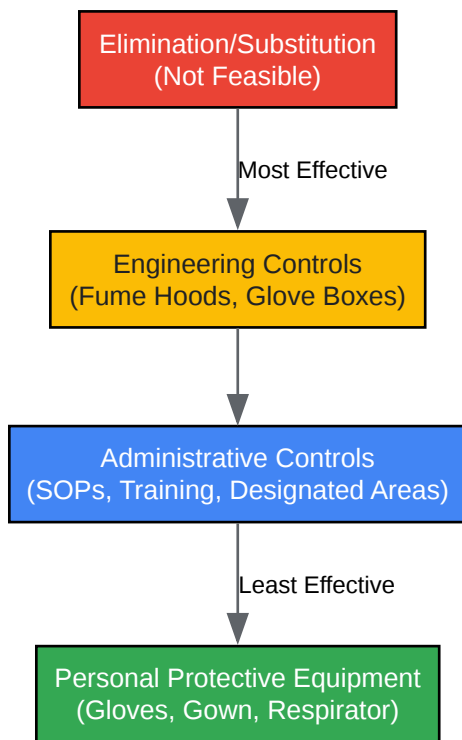 Elimination/Substitution
(Not Feasible)
Most Effective
Engineering Controls
(Fume Hoods, Glove Boxes)
Administrative Controls
(SOPs, Training, Designated Areas)
Least Effective
Personal Protective Equipment
(Gloves, Gown, Respirator)